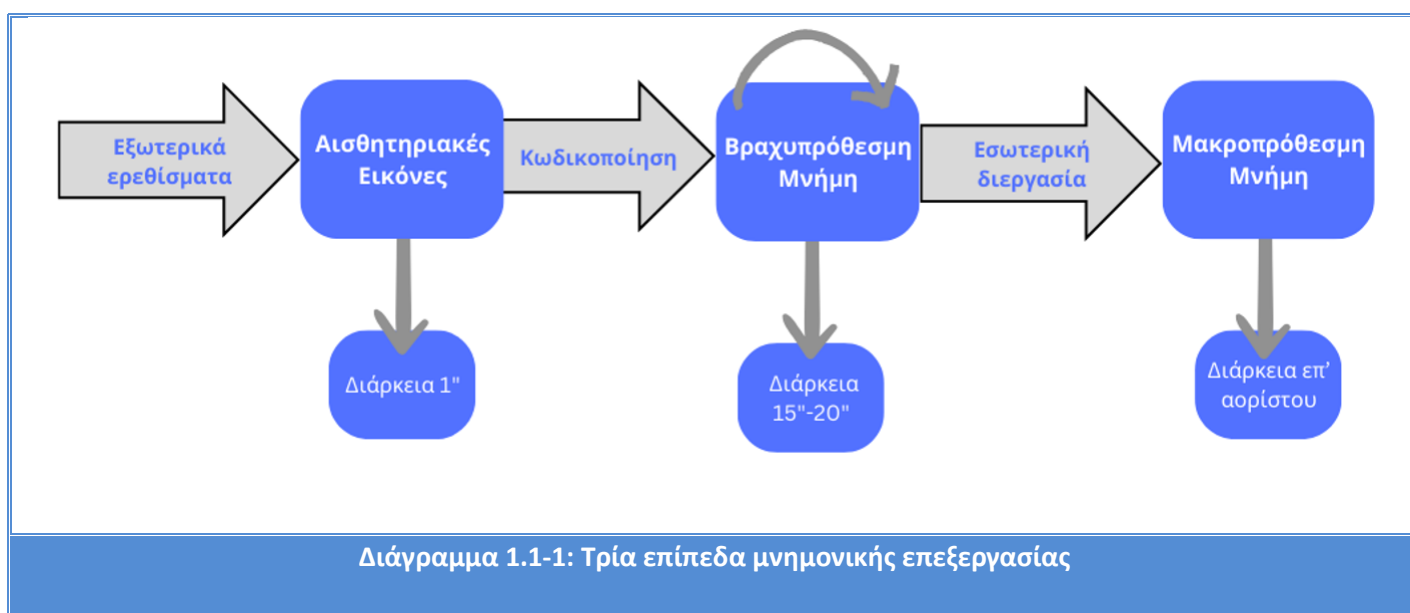 Εξωτερικά
ερεθίσματα
Αισθητηριακές
Εικόνες
Κωδικοποίηση
Βραχυπρόθεσμη
Μνήμη
Εσωτερική
διεργασία
Μακροπρόθεσμη
Μνήμη
Διάρκεια 1"
Διάρκεια
15"-20"
Διάρκεια επ’
αορίστου
Διάγραμμα 1.1-1: Τρία επίπεδα μνημονικής επεξεργασίας